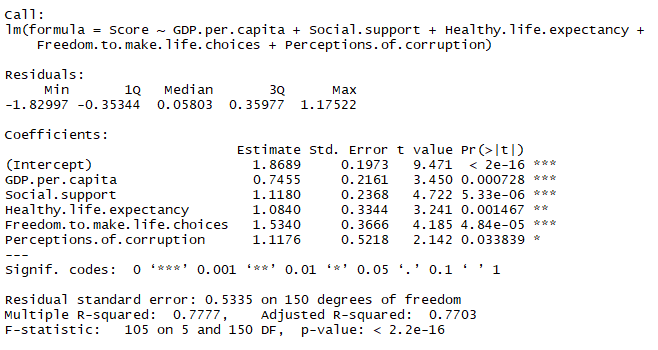 Call:
lm(formula = Score ~ GDP.per.capita + Social.support + Healthy.life.expectancy +
    Freedom.to.make.life.choices + Perceptions.of.corruption)

Residuals:
     Min       1Q   Median       3Q      Max
-1.82997 -0.35344  0.05803  0.35977  1.17522

Coefficients:
                             Estimate Std. Error t value Pr(>|t|)
(Intercept)                    1.8689     0.1973   9.471  < 2e-16 ***
GDP.per.capita                 0.7455     0.2161   3.450 0.000728 ***
Social.support                 1.1180     0.2368   4.722 5.33e-06 ***
Healthy.life.expectancy        1.0840     0.3344   3.241 0.001467 **
Freedom.to.make.life.choices   1.5340     0.3666   4.185 4.84e-05 ***
Perceptions.of.corruption      1.1176     0.5218   2.142 0.033839 *
---
Signif. codes:  0 ‘***’ 0.001 ‘**’ 0.01 ‘*’ 0.05 ‘.’ 0.1 ‘ ’ 1

Residual standard error: 0.5335 on 150 degrees of freedom
Multiple R-squared:  0.7777,    Adjusted R-squared:  0.7703
F-statistic:   105 on 5 and 150 DF,  p-value: < 2.2e-16